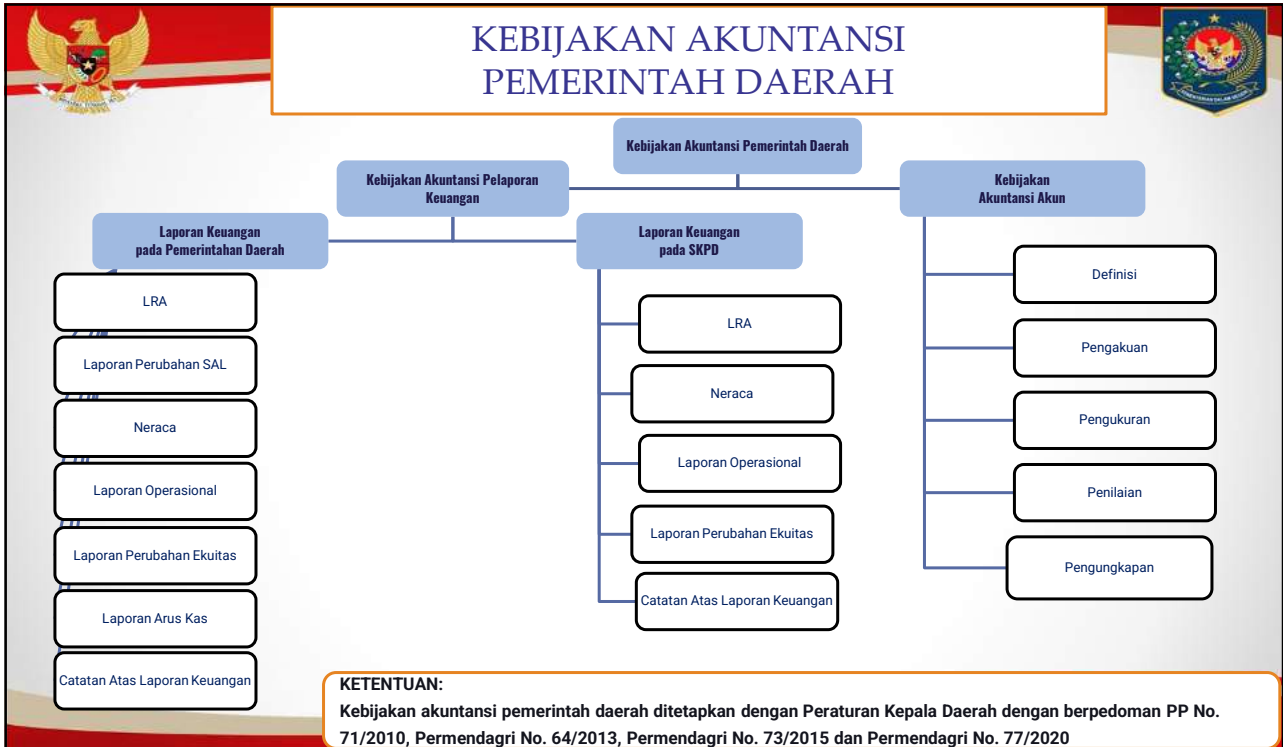 KEBIJAKAN AKUNTANSI
PEMERINTAH DAERAH
Kebijakan Akuntansi Pemerintah Daerah
Kebijakan Akuntansi Pelaporan
Keuangan
Kebijakan
Akuntansi Akun
Laporan Keuangan
pada Pemerintahan Daerah
Laporan Keuangan
pada SKPD
LRA
Laporan Perubahan SAL
Neraca
Laporan Operasional
Laporan Perubahan Ekuitas
Laporan Arus Kas
Catatan Atas Laporan Keuangan
LRA
Neraca
Laporan Operasional
Laporan Perubahan Ekuitas
Catatan Atas Laporan Keuangan
Definisi
Pengakuan
Pengukuran
Penilaian
Pengungkapan
KETENTUAN:
Kebijakan akuntansi pemerintah daerah ditetapkan dengan Peraturan Kepala Daerah dengan berpedoman PP No.
71/2010, Permendagri No. 64/2013, Permendagri No. 73/2015 dan Permendagri No. 77/2020
KEMENTERIAN DALAM NEGERI